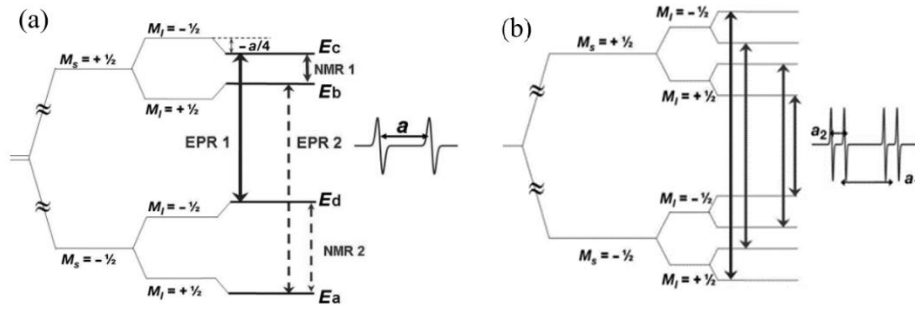 (a)
M_I = – ½
– a/4
E_c
M_S = + ½
NMR 1
E_b
M_I = + ½
EPR 1
EPR 2
a
M_I = – ½
E_d
NMR 2
M_S = – ½
M_I = + ½
E_a
(b)
M_I = – ½
M_S = + ½
M_I = + ½
a₂
a
M_I = – ½
M_S = – ½
M_I = + ½